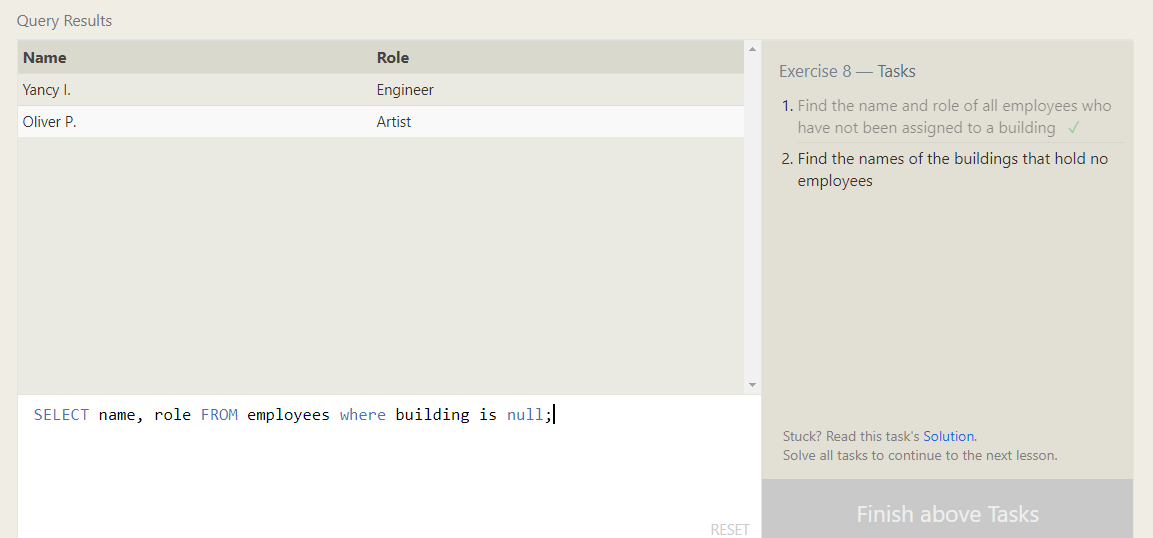 Query Results
Name Role
Yancy I. Engineer
Oliver P. Artist
SELECT name, role FROM employees where building is null;
RESET
Exercise 8 — Tasks
1. Find the name and role of all employees who
have not been assigned to a building ✓
2. Find the names of the buildings that hold no
employees
Stuck? Read this task's Solution.
Solve all tasks to continue to the next lesson.
Finish above Tasks